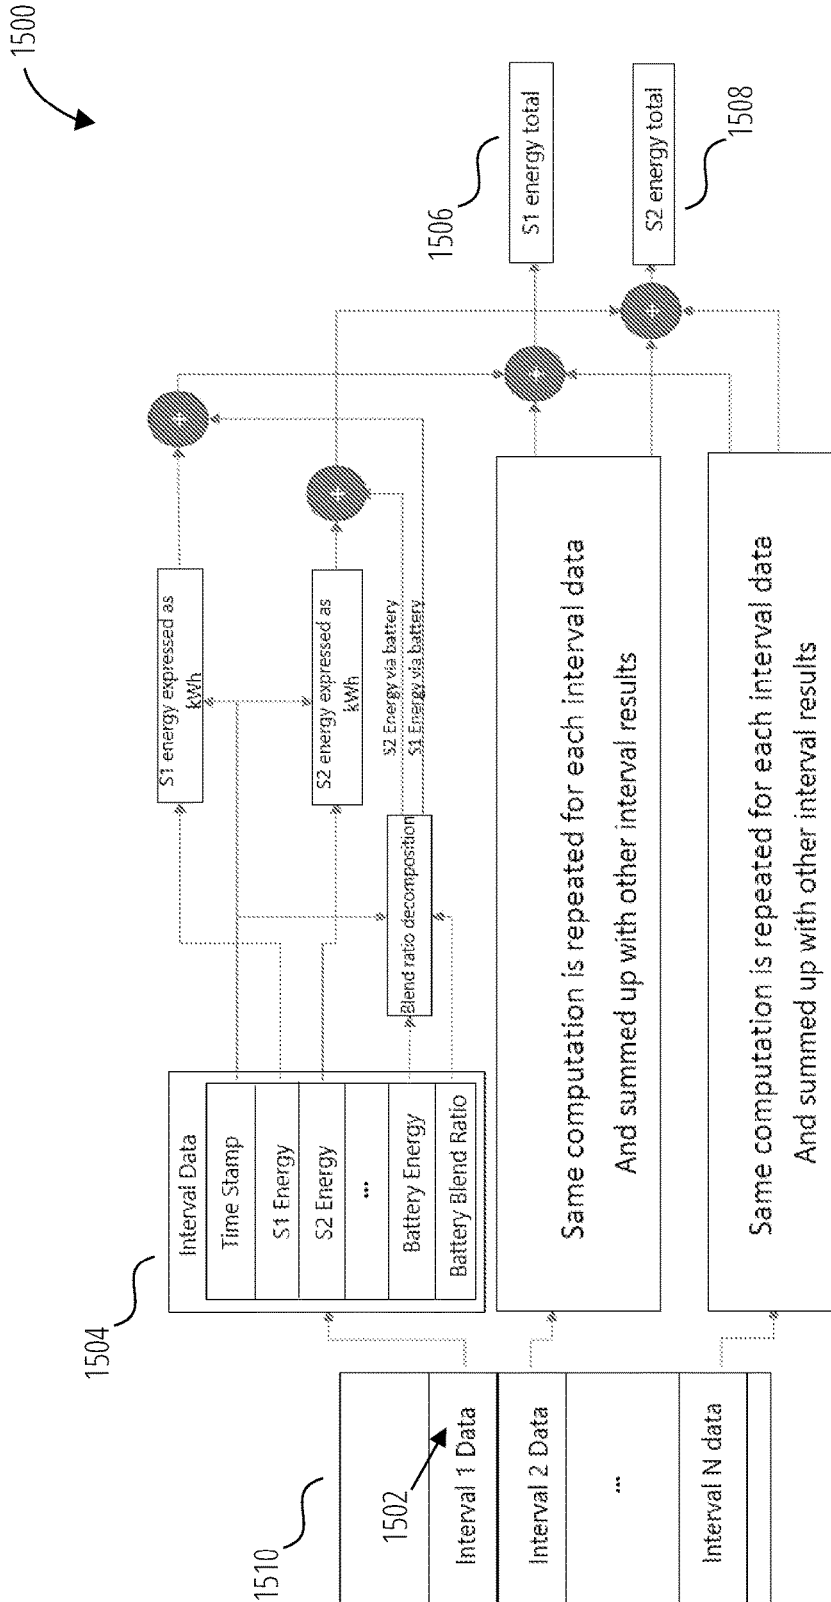 1500
1510
1502
Interval 1 Data
Interval 2 Data
...
Interval N data
1504
Interval Data
Time Stamp
S1 Energy
S2 Energy
...
Battery Energy
Battery Blend Ratio
Blend ratio decomposition
S1 energy expressed as
kWh
S2 energy expressed as
kWh
S2 Energy via battery
S1 Energy via battery
+
+
+
+
1506
S1 energy total
S2 energy total
1508
Same computation is repeated for each interval data
And summed up with other interval results
Same computation is repeated for each interval data
And summed up with other interval results